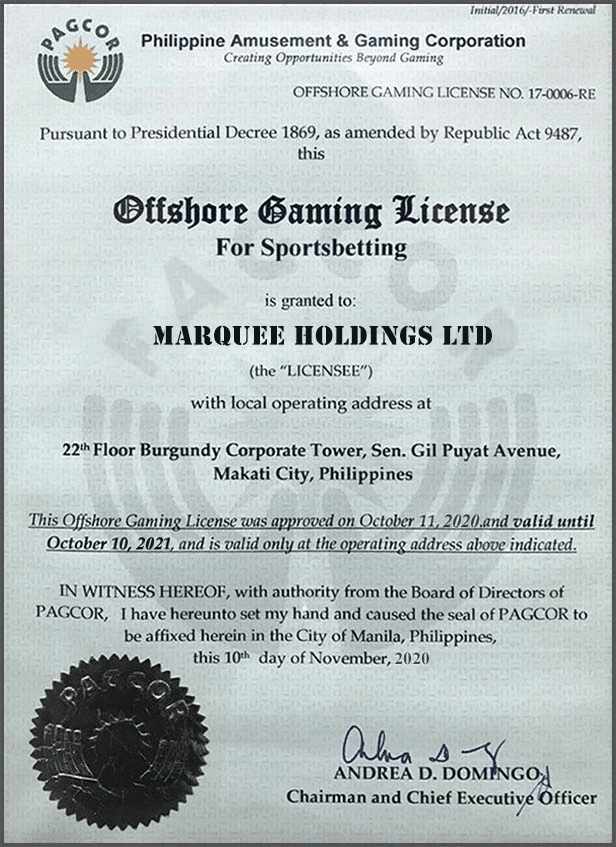 Initial/2016/-First Renewal
PAGCOR
Philippine Amusement & Gaming Corporation
Creating Opportunities Beyond Gaming
OFFSHORE GAMING LICENSE NO. 17-0006-RE
Pursuant to Presidential Decree 1869, as amended by Republic Act 9487,
this
Offshore Gaming License
For Sportsbetting
is granted to:
MARQUEE HOLDINGS LTD
(the “LICENSEE”)
with local operating address at
22th Floor Burgundy Corporate Tower, Sen. Gil Puyat Avenue,
Makati City, Philippines
This Offshore Gaming License was approved on October 11, 2020.and valid until
October 10, 2021, and is valid only at the operating address above indicated.
IN WITNESS HEREOF, with authority from the Board of Directors of
PAGCOR, I have hereunto set my hand and caused the seal of PAGCOR to
be affixed herein in the City of Manila, Philippines,
this 10th day of November, 2020
PAGCOR
ANDREA D. DOMINGO
Chairman and Chief Executive Officer